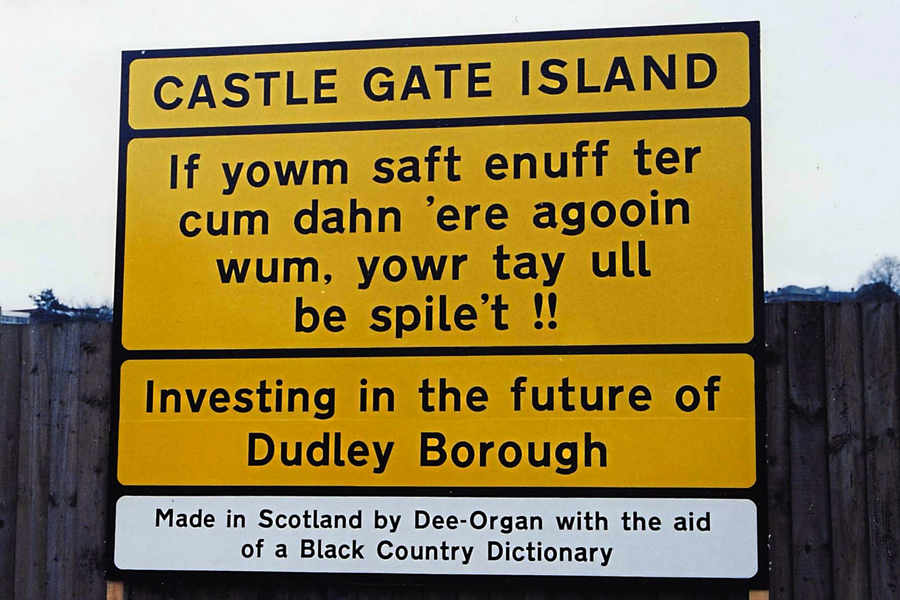 CASTLE GATE ISLAND
If yowm saft enuff ter
cum dahn 'ere agooin
wum, yowr tay ull
be spile't !!
Investing in the future of
Dudley Borough
Made in Scotland by Dee-Organ with the aid
of a Black Country Dictionary